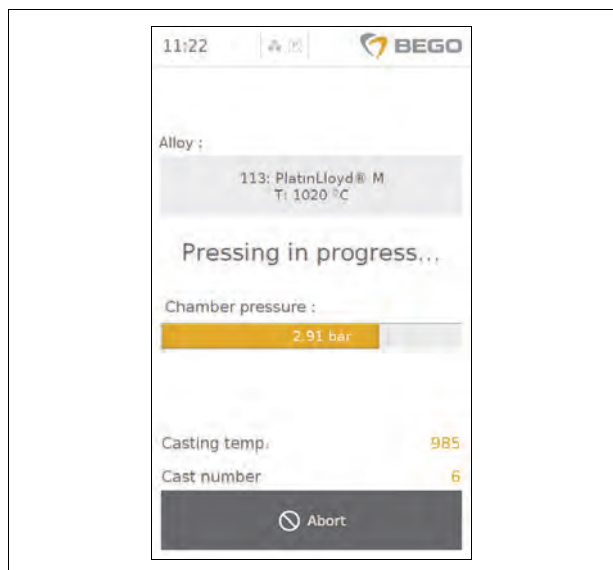 11:22
BEGO
Alloy :
113: PlatinLloyd® M
T: 1020 °C
Pressing in progress...
Chamber pressure :
2.91 bar
Casting temp.
985
Cast number
6
Abort